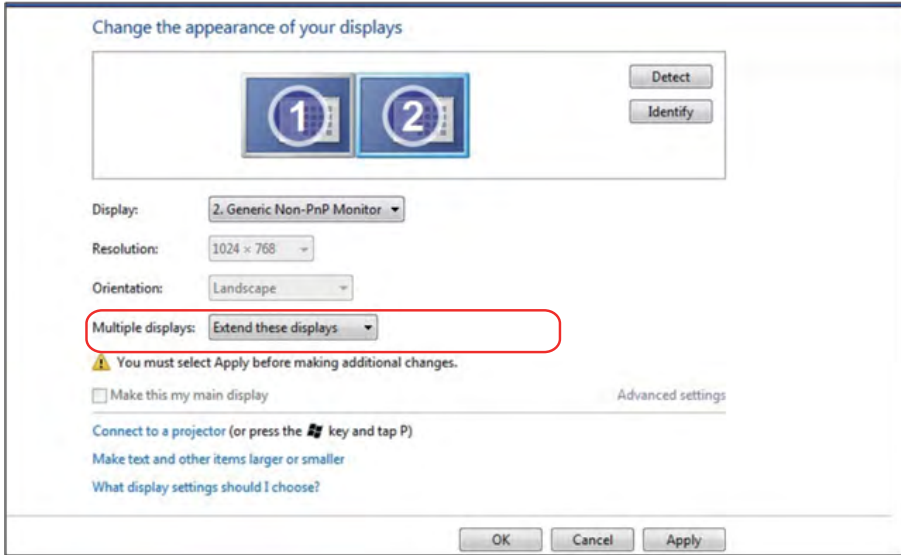 Change the appearance of your displays
1
2
Detect
Identify
Display: 2. Generic Non-PnP Monitor
Resolution: 1024 × 768
Orientation: Landscape
Multiple displays: Extend these displays
You must select Apply before making additional changes.
Make this my main display Advanced settings
Connect to a projector (or press the key and tap P)
Make text and other items larger or smaller
What display settings should I choose?
OK Cancel Apply